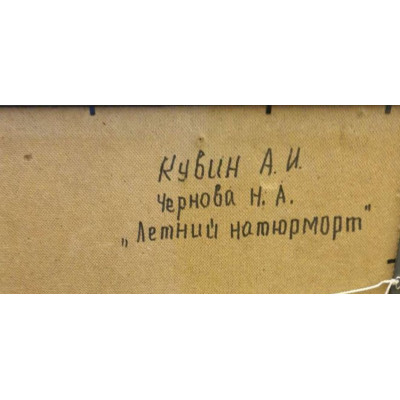 Кувин А.И.
Чернова Н.А.
„Летний натюрморт"